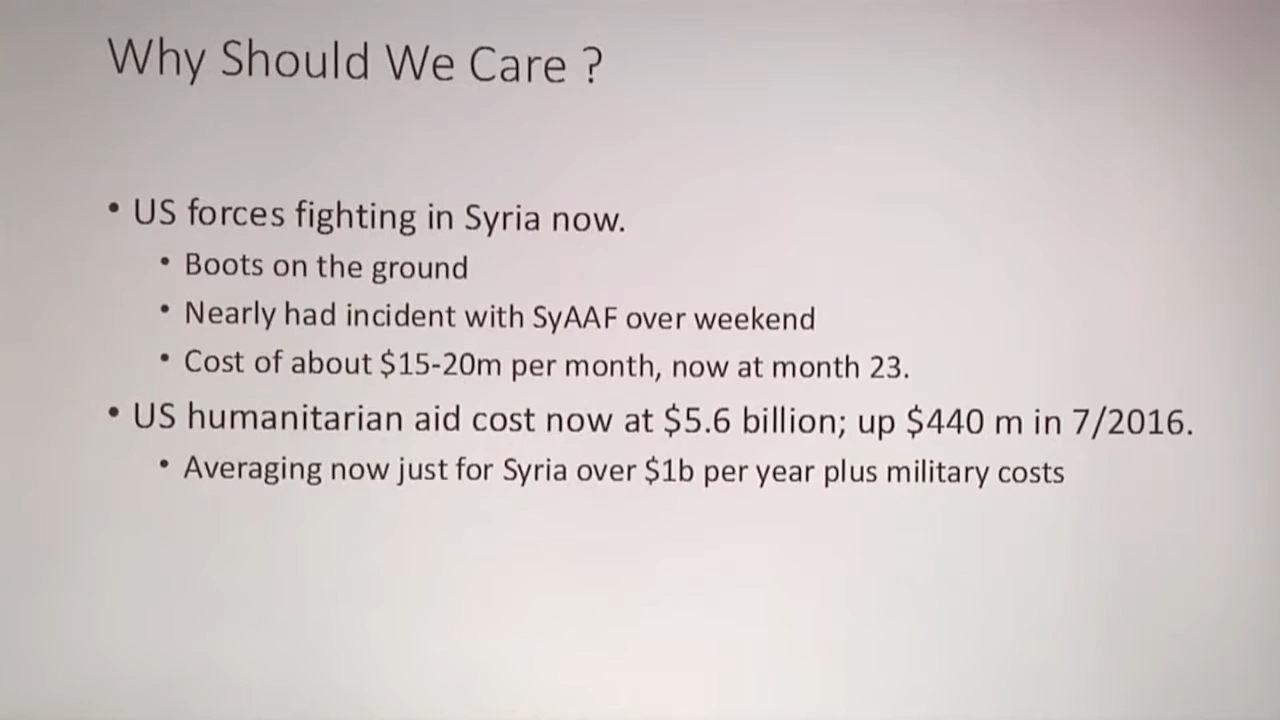 Why Should We Care ?
• US forces fighting in Syria now.
• Boots on the ground
• Nearly had incident with SyAAF over weekend
• Cost of about $15-20m per month, now at month 23.
• US humanitarian aid cost now at $5.6 billion; up $440 m in 7/2016.
• Averaging now just for Syria over $1b per year plus military costs